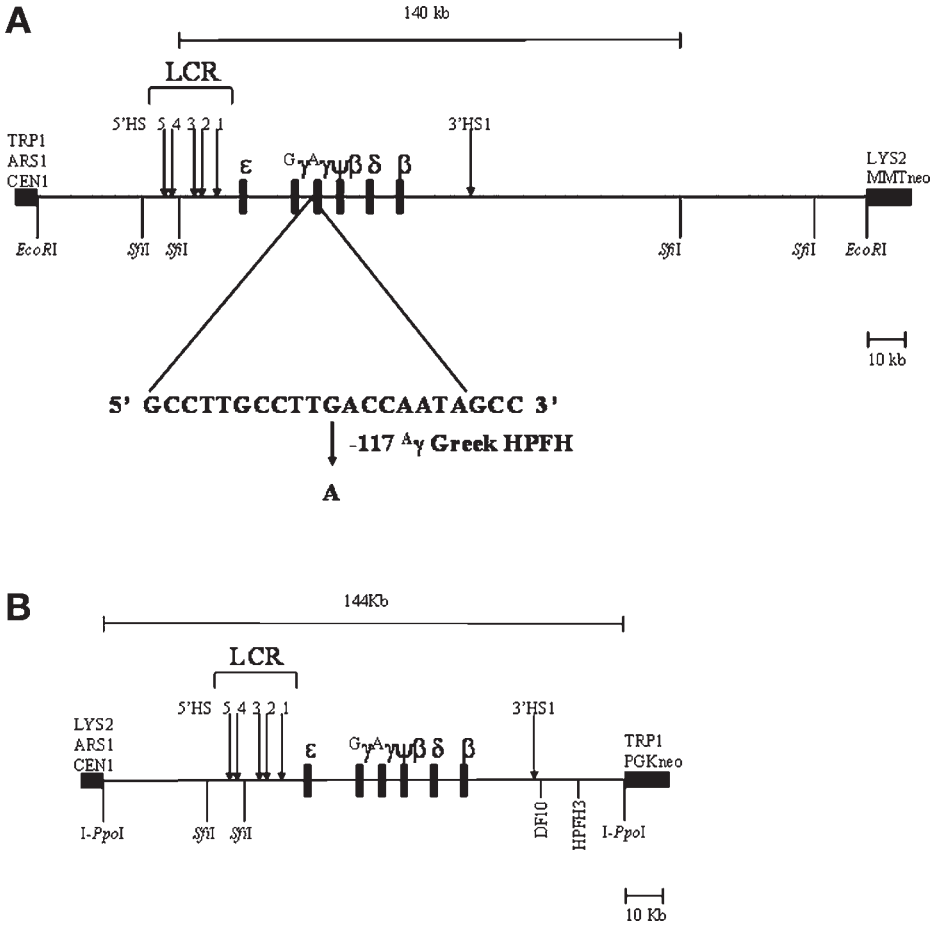 A
140 kb
LCR
5'HS 5 4 3 2 1
3'HS1
TRP1
ARS1
CEN1
ε Gγ Aγ ψβ δ β
LYS2
MMTneo
EcoRI SfiI SfiI SfiI SfiI EcoRI
10 kb
5' GCCTTGCCTTGACCAATAGCC 3'
-117 Aγ Greek HPFH
A
B
144Kb
LCR
5'HS 5 4 3 2 1
3'HS1
LYS2
ARS1
CEN1
ε Gγ Aγ ψβ δ β
TRP1
PGKneo
I-PpoI SfiI SfiI DF10 HPFH3 I-PpoI
10 Kb